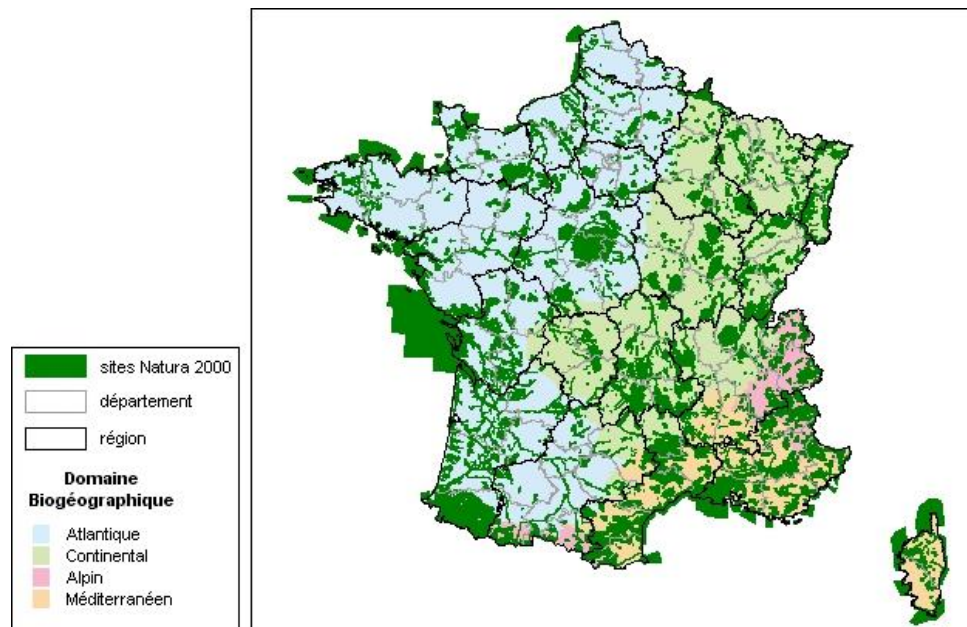 sites Natura 2000
département
région
Domaine
Biogéographique
Atlantique
Continental
Alpin
Méditerranéen